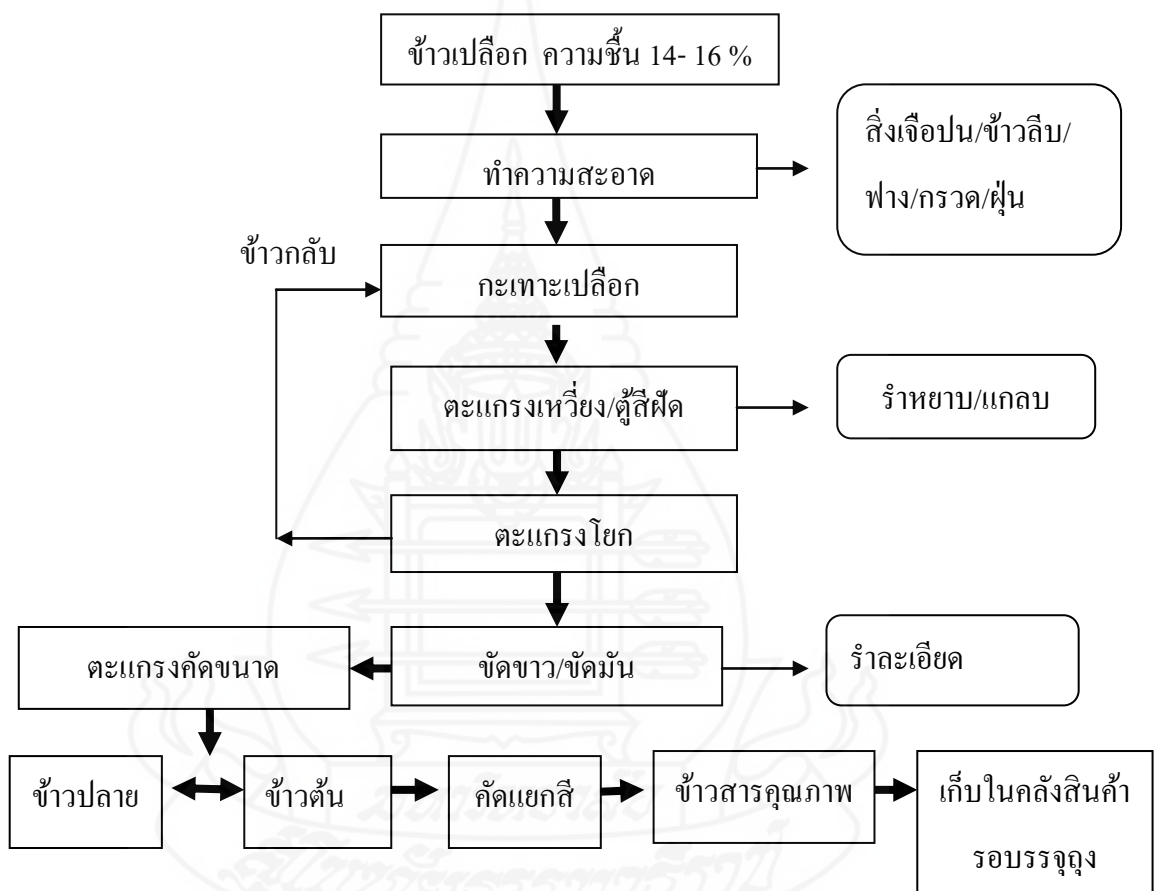 ข้าวเปลือก ความชื้น 14- 16 %
สิ่งเจือปน/ข้าวลีบ/
ฟาง/กรวด/ฝุ่น
ทำความสะอาด
ข้าวกลับ
กะเทาะเปลือก
ตะแกรงเหวี่ยง/ตู้สีฝัด
รำหยาบ/แกลบ
ตะแกรงโยก
ตะแกรงคัดขนาด
ขัดขาว/ขัดมัน
รำละเอียด
ข้าวปลาย
ข้าวต้น
คัดแยกสี
ข้าวสารคุณภาพ
เก็บในคลังสินค้า
รอบรรจุถุง